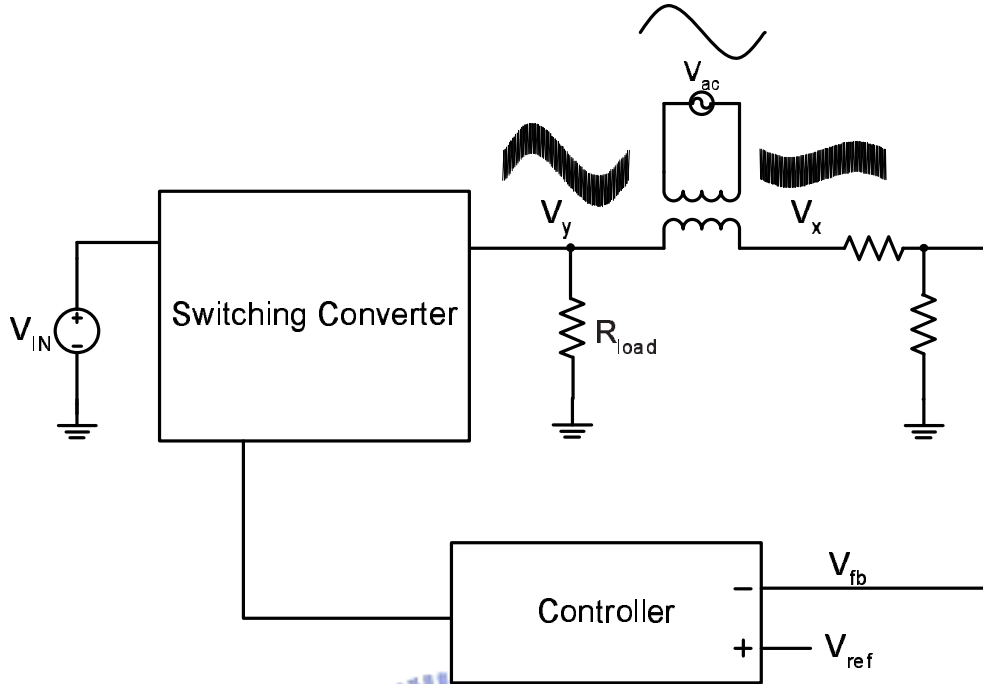 V_ac
V_y
V_x
Switching Converter
V_IN
R_load
V_fb
Controller
V_ref